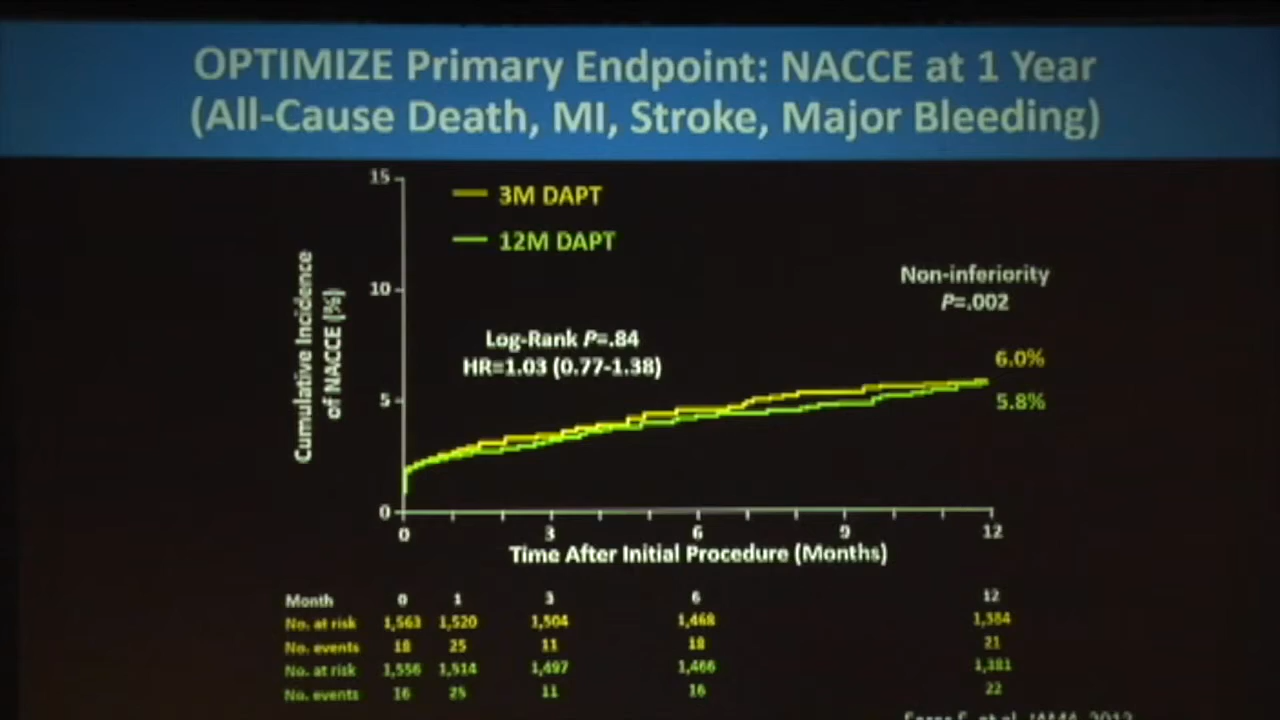 OPTIMIZE Primary Endpoint: NACCE at 1 Year
(All-Cause Death, MI, Stroke, Major Bleeding)
15
3M DAPT
12M DAPT
Cumulative Incidence
of NACCE (%)
Non-inferiority
P=.002
10
Log-Rank P=.84
HR=1.03 (0.77-1.38)
6.0%
5
5.8%
0
0 3 6 9 12
Time After Initial Procedure (Months)
Month 0 1 3 6 12
No. at risk 1,563 1,520 1,504 1,468 1,384
No. events 18 25 11 18 21
No. at risk 1,556 1,514 1,497 1,466 1,381
No. events 16 25 11 16 22
et al. 2013